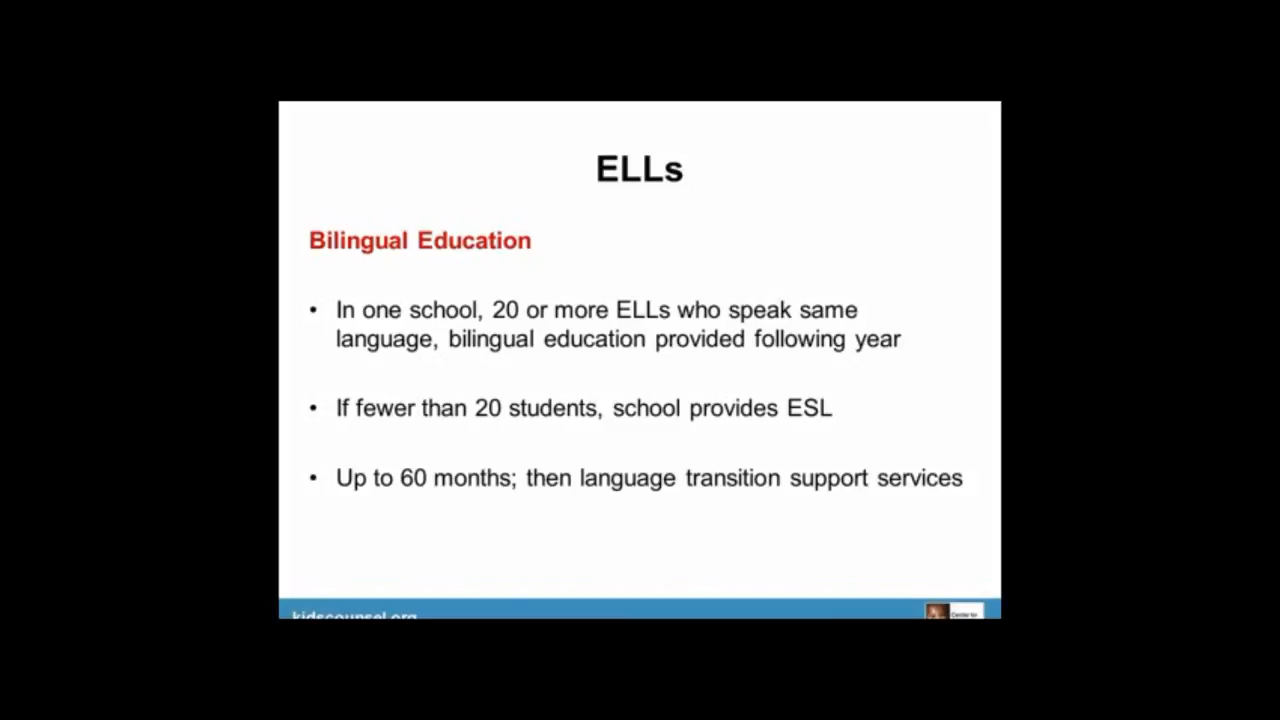 ELLs
Bilingual Education
• In one school, 20 or more ELLs who speak same
language, bilingual education provided following year
• If fewer than 20 students, school provides ESL
• Up to 60 months; then language transition support services
kidscounsel.org
Center for